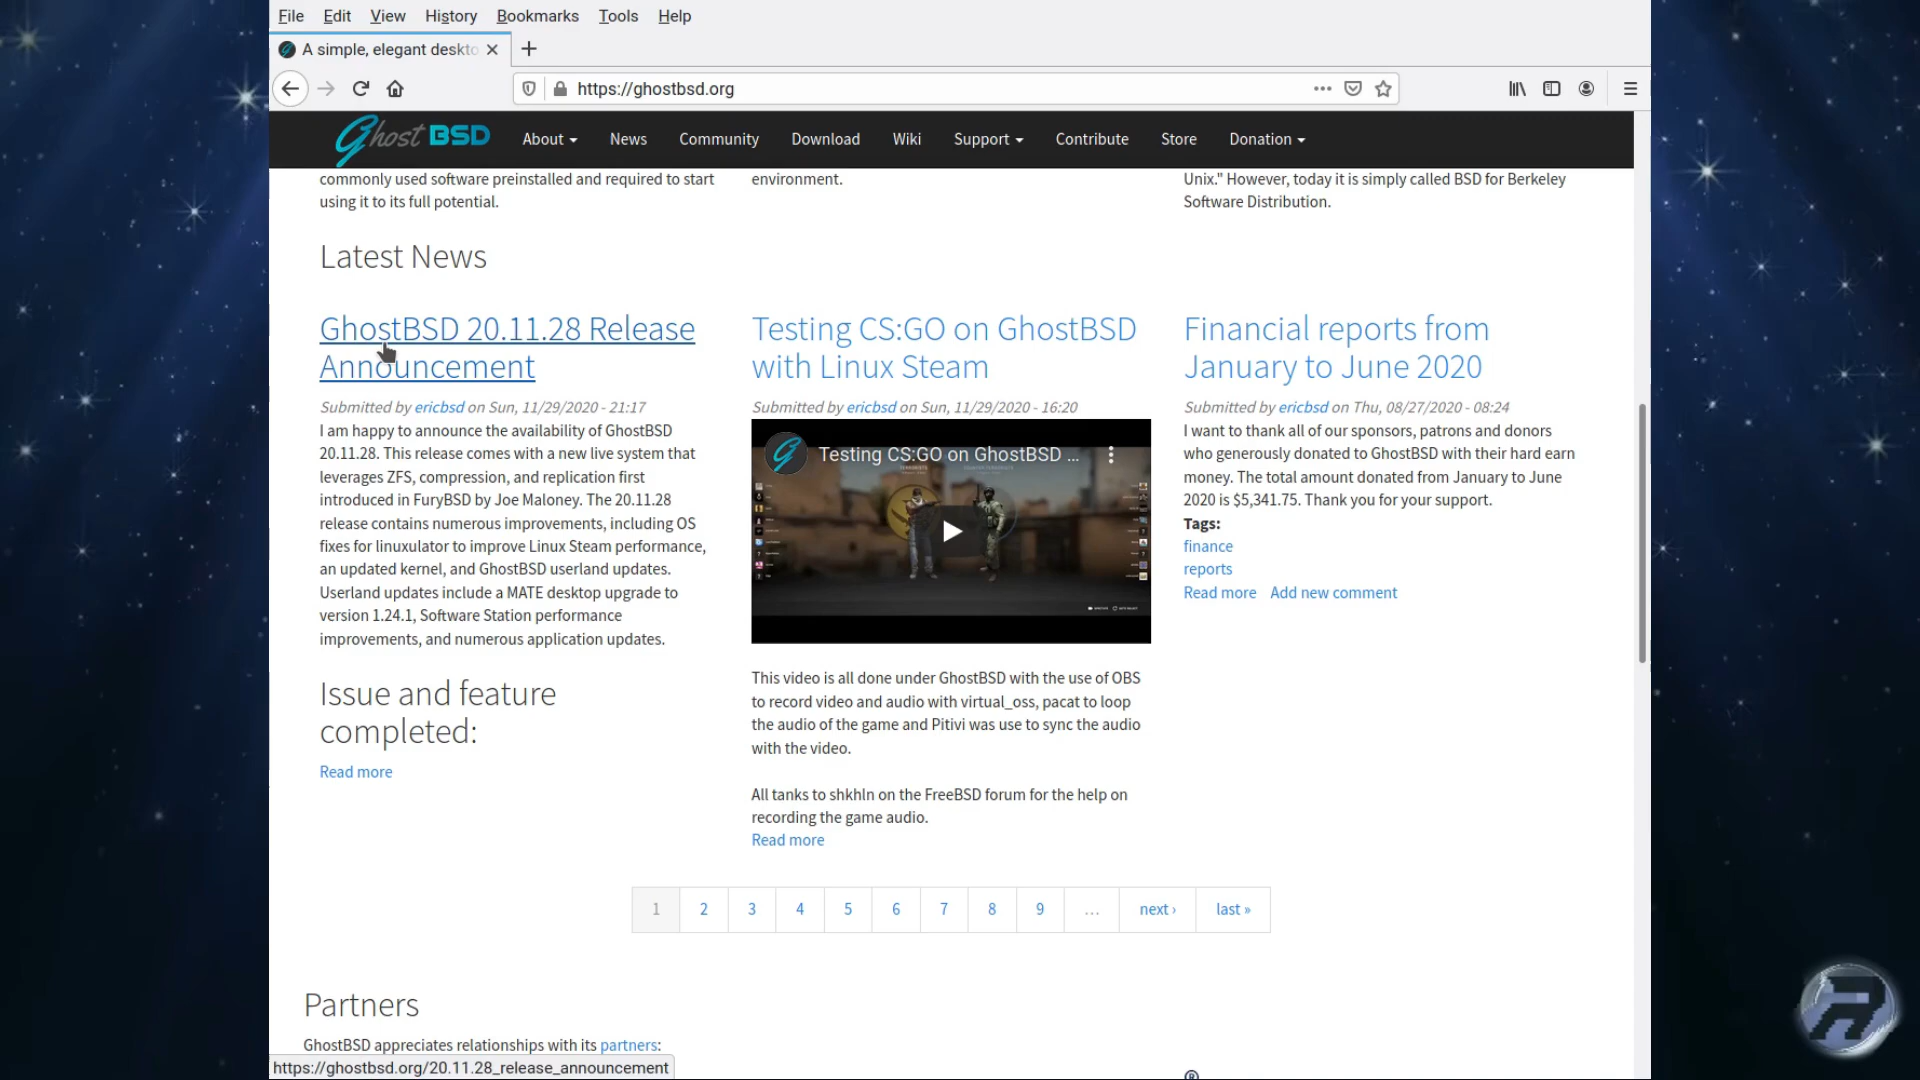 File Edit View History Bookmarks Tools Help
A simple, elegant deskto
https://ghostbsd.org
Ghost BSD About News Community Download Wiki Support Contribute Store Donation
commonly used software preinstalled and required to start
using it to its full potential.
environment.
Unix." However, today it is simply called BSD for Berkeley
Software Distribution.
Latest News
GhostBSD 20.11.28 Release
Announcement
Submitted by ericbsd on Sun, 11/29/2020 - 21:17
I am happy to announce the availability of GhostBSD
20.11.28. This release comes with a new live system that
leverages ZFS, compression, and replication first
introduced in FuryBSD by Joe Maloney. The 20.11.28
release contains numerous improvements, including OS
fixes for linuxulator to improve Linux Steam performance,
an updated kernel, and GhostBSD userland updates.
Userland updates include a MATE desktop upgrade to
version 1.24.1, Software Station performance
improvements, and numerous application updates.
Issue and feature
completed:
Read more
Testing CS:GO on GhostBSD
with Linux Steam
Submitted by ericbsd on Sun, 11/29/2020 - 16:20
Testing CS:GO on GhostBSD ...
This video is all done under GhostBSD with the use of OBS
to record video and audio with virtual_oss, pacat to loop
the audio of the game and Pitivi was use to sync the audio
with the video.
All tanks to shkhln on the FreeBSD forum for the help on
recording the game audio.
Read more
Financial reports from
January to June 2020
Submitted by ericbsd on Thu, 08/27/2020 - 08:24
I want to thank all of our sponsors, patrons and donors
who generously donated to GhostBSD with their hard earn
money. The total amount donated from January to June
2020 is $5,341.75. Thank you for your support.
Tags:
finance
reports
Read more Add new comment
1 2 3 4 5 6 7 8 9 … next › last »
Partners
GhostBSD appreciates relationships with its partners:
https://ghostbsd.org/20.11.28_release_announcement
®